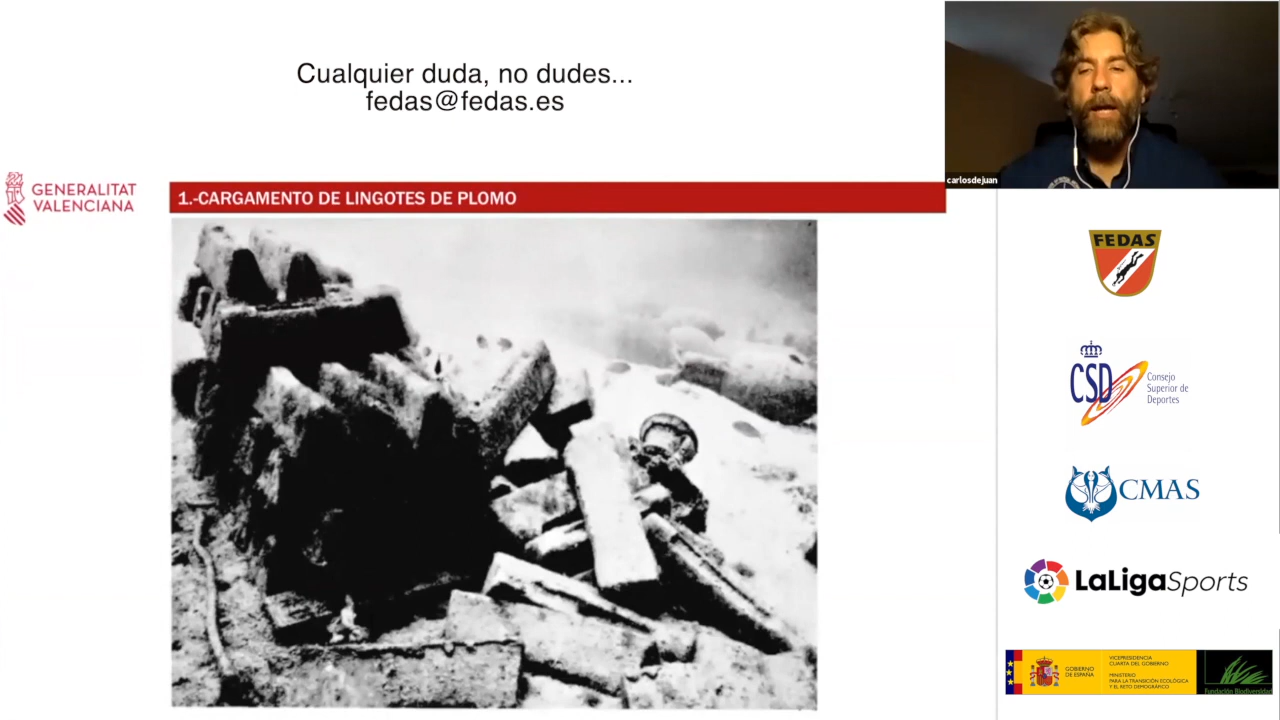 Cualquier duda, no dudes...
fedas@fedas.es
carlosdejuan
GENERALITAT
VALENCIANA
1.-CARGAMENTO DE LINGOTES DE PLOMO
FEDAS
CSD
Consejo
Superior de
Deportes
CMAS
LaLigaSports
GOBIERNO
DE ESPAÑA
VICEPRESIDENCIA
CUARTA DEL GOBIERNO
MINISTERIO
PARA LA TRANSICIÓN ECOLÓGICA
Y EL RETO DEMOGRÁFICO
Fundación Biodiversidad